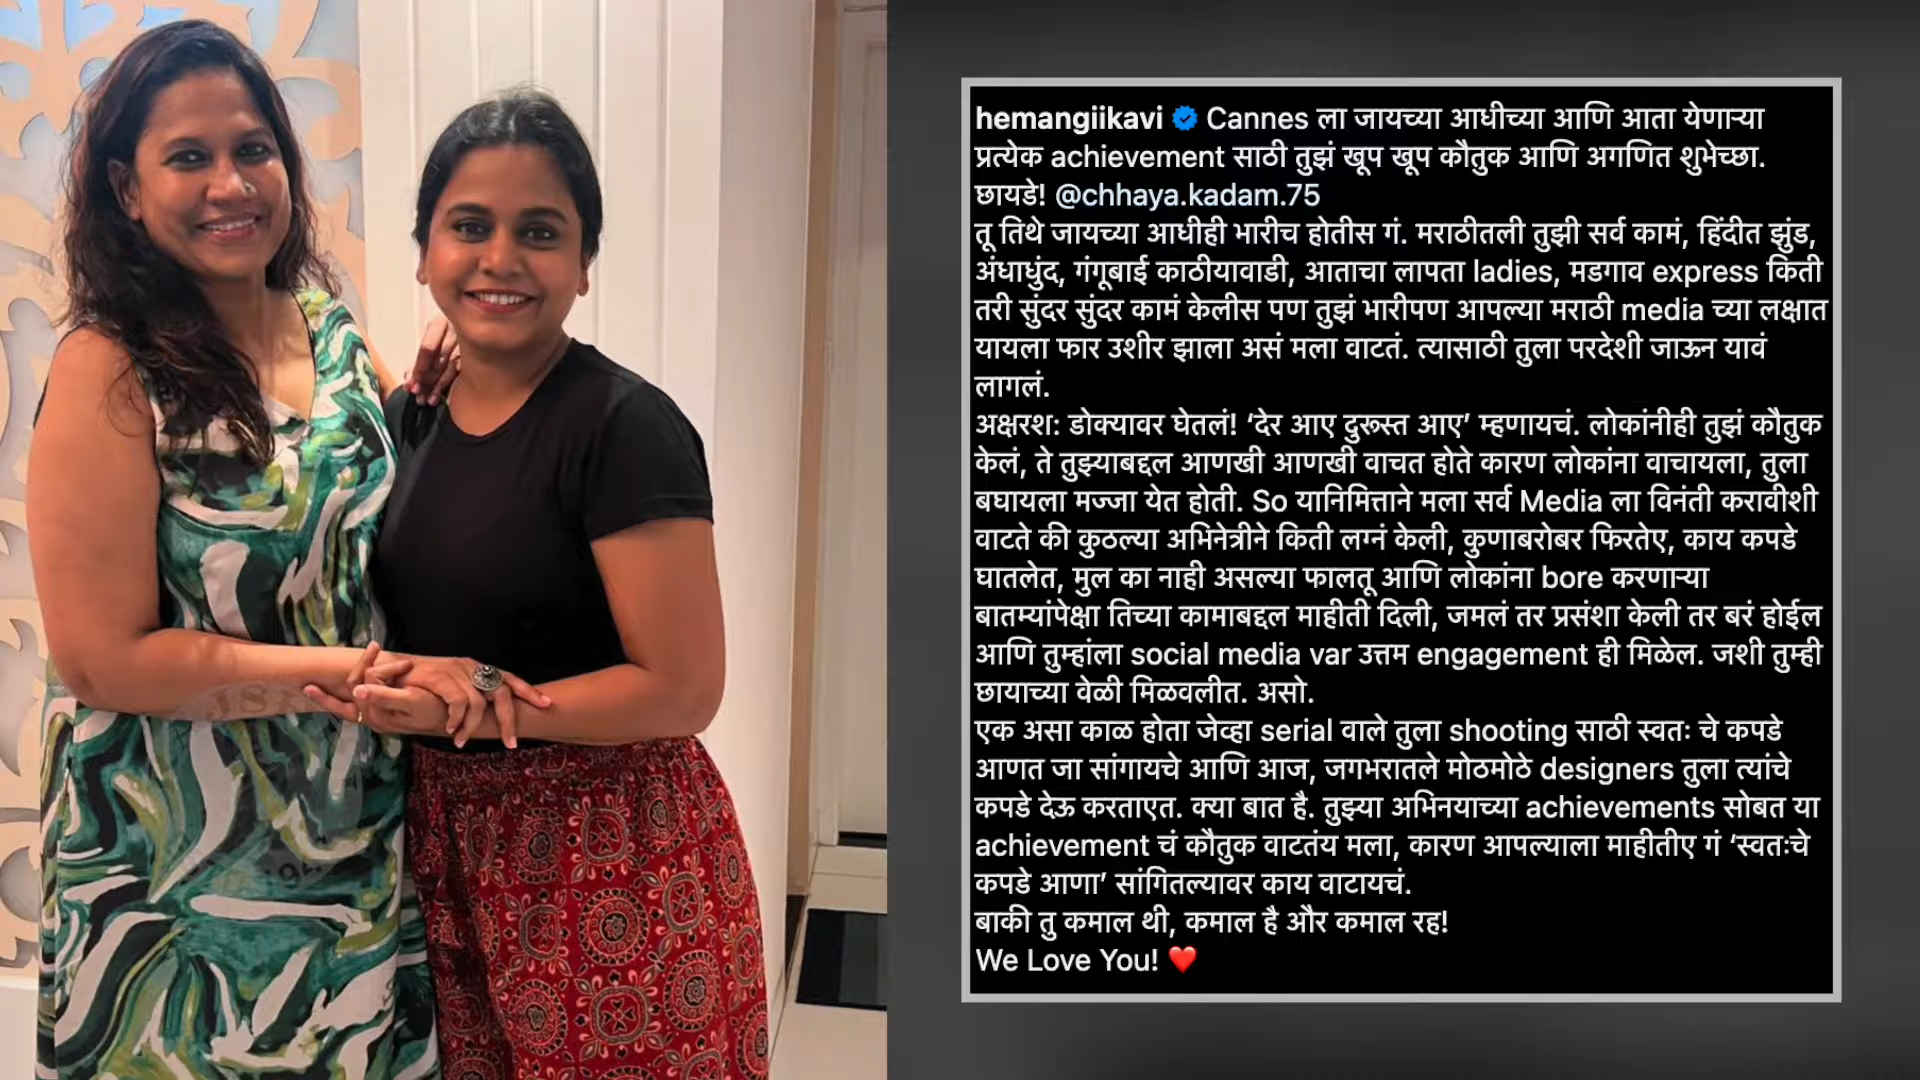 hemangiikavi Cannes ला जायच्या आधीच्या आणि आता येणाऱ्या
प्रत्येक achievement साठी तुझं खूप खूप कौतुक आणि अगणित शुभेच्छा.
छायडे! @chhaya.kadam.75
तू तिथे जायच्या आधीही भारीच होतीस गं. मराठीतली तुझी सर्व कामं, हिंदीत झुंड,
अंधाधुंद, गंगूबाई काठीयावाडी, आताचा लापता ladies, मडगाव express किती
तरी सुंदर सुंदर कामं केलीस पण तुझं भारीपण आपल्या मराठी media च्या लक्षात
यायला फार उशीर झाला असं मला वाटतं. त्यासाठी तुला परदेशी जाऊन यावं
लागलं.
अक्षरश: डोक्यावर घेतलं! ‘देर आए दुरूस्त आए’ म्हणायचं. लोकांनीही तुझं कौतुक
केलं, ते तुझ्याबद्दल आणखी आणखी वाचत होते कारण लोकांना वाचायला, तुला
बघायला मज्जा येत होती. So यानिमित्ताने मला सर्व Media ला विनंती करावीशी
वाटते की कुठल्या अभिनेत्रीने किती लग्नं केली, कुणाबरोबर फिरतेए, काय कपडे
घातलेत, मुल का नाही असल्या फालतू आणि लोकांना bore करणाऱ्या
बातम्यांपेक्षा तिच्या कामाबद्दल माहीती दिली, जमलं तर प्रसंशा केली तर बरं होईल
आणि तुम्हांला social media var उत्तम engagement ही मिळेल. जशी तुम्ही
छायाच्या वेळी मिळवलीत. असो.
एक असा काळ होता जेव्हा serial वाले तुला shooting साठी स्वतः चे कपडे
आणत जा सांगायचे आणि आज, जगभरातले मोठमोठे designers तुला त्यांचे
कपडे देऊ करताएत. क्या बात है. तुझ्या अभिनयाच्या achievements सोबत या
achievement चं कौतुक वाटतंय मला, कारण आपल्याला माहीतीए गं ‘स्वतःचे
कपडे आणा’ सांगितल्यावर काय वाटायचं.
बाकी तु कमाल थी, कमाल है और कमाल रह!
We Love You!